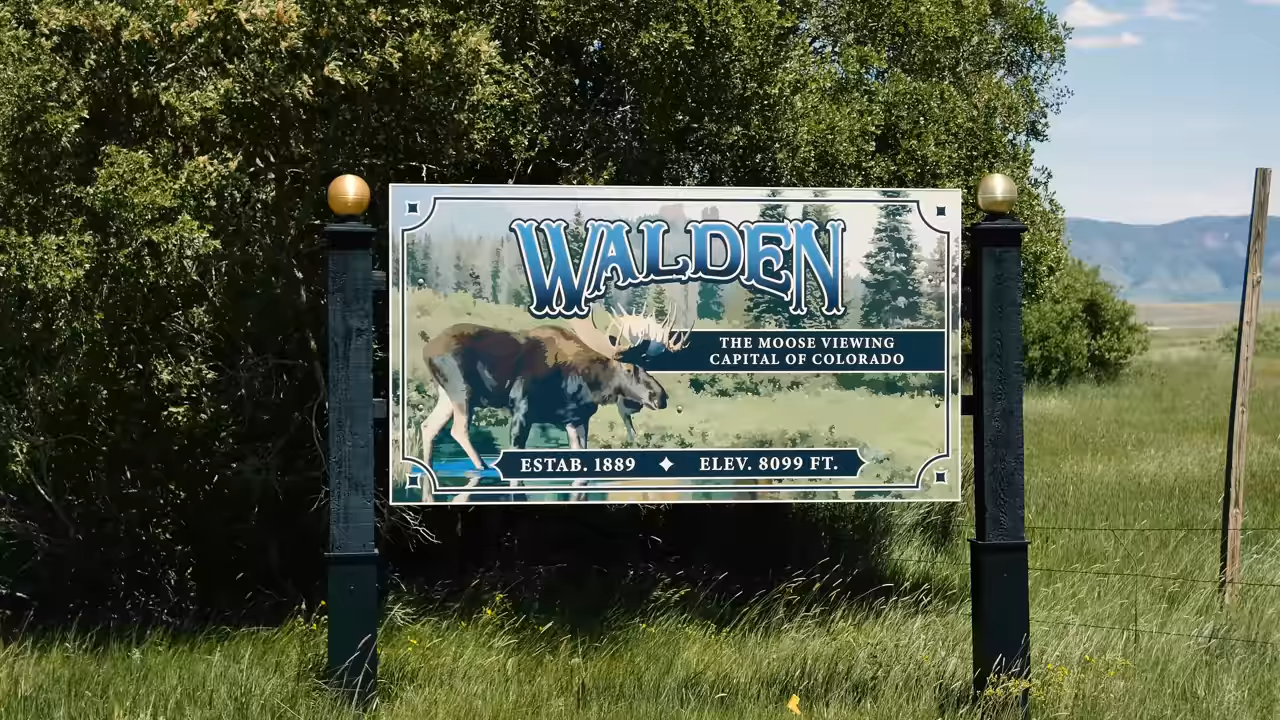 WALDEN
THE MOOSE VIEWING
CAPITAL OF COLORADO
ESTAB. 1889 ✦ ELEV. 8099 FT.